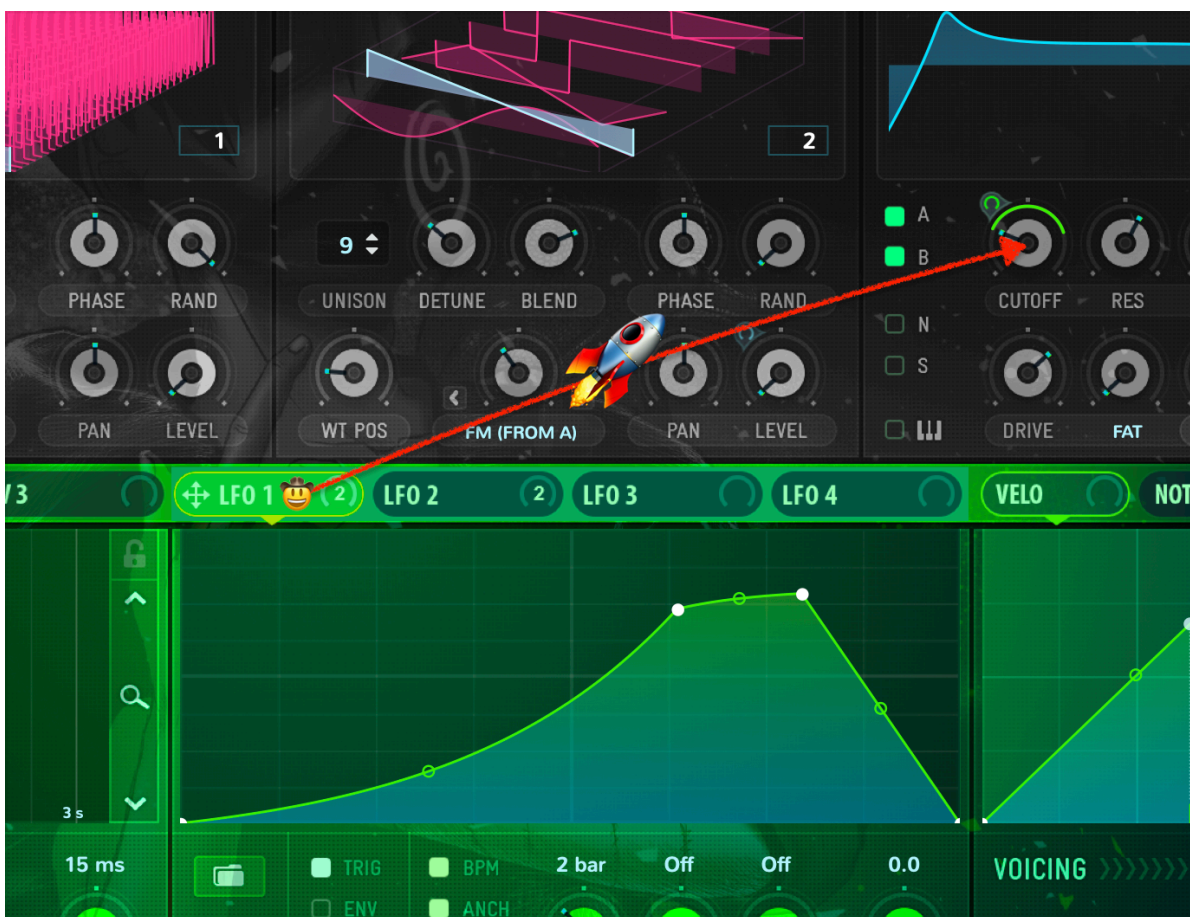 1
2
A
9
B
PHASE RAND UNISON DETUNE BLEND PHASE RAND CUTOFF RES
N
S
PAN LEVEL WT POS FM (FROM A) PAN LEVEL DRIVE FAT
3 LFO 1 2 LFO 2 2 LFO 3 LFO 4 VELO NOT
3 s
15 ms TRIG BPM 2 bar Off Off 0.0 VOICING
ENV ANCH